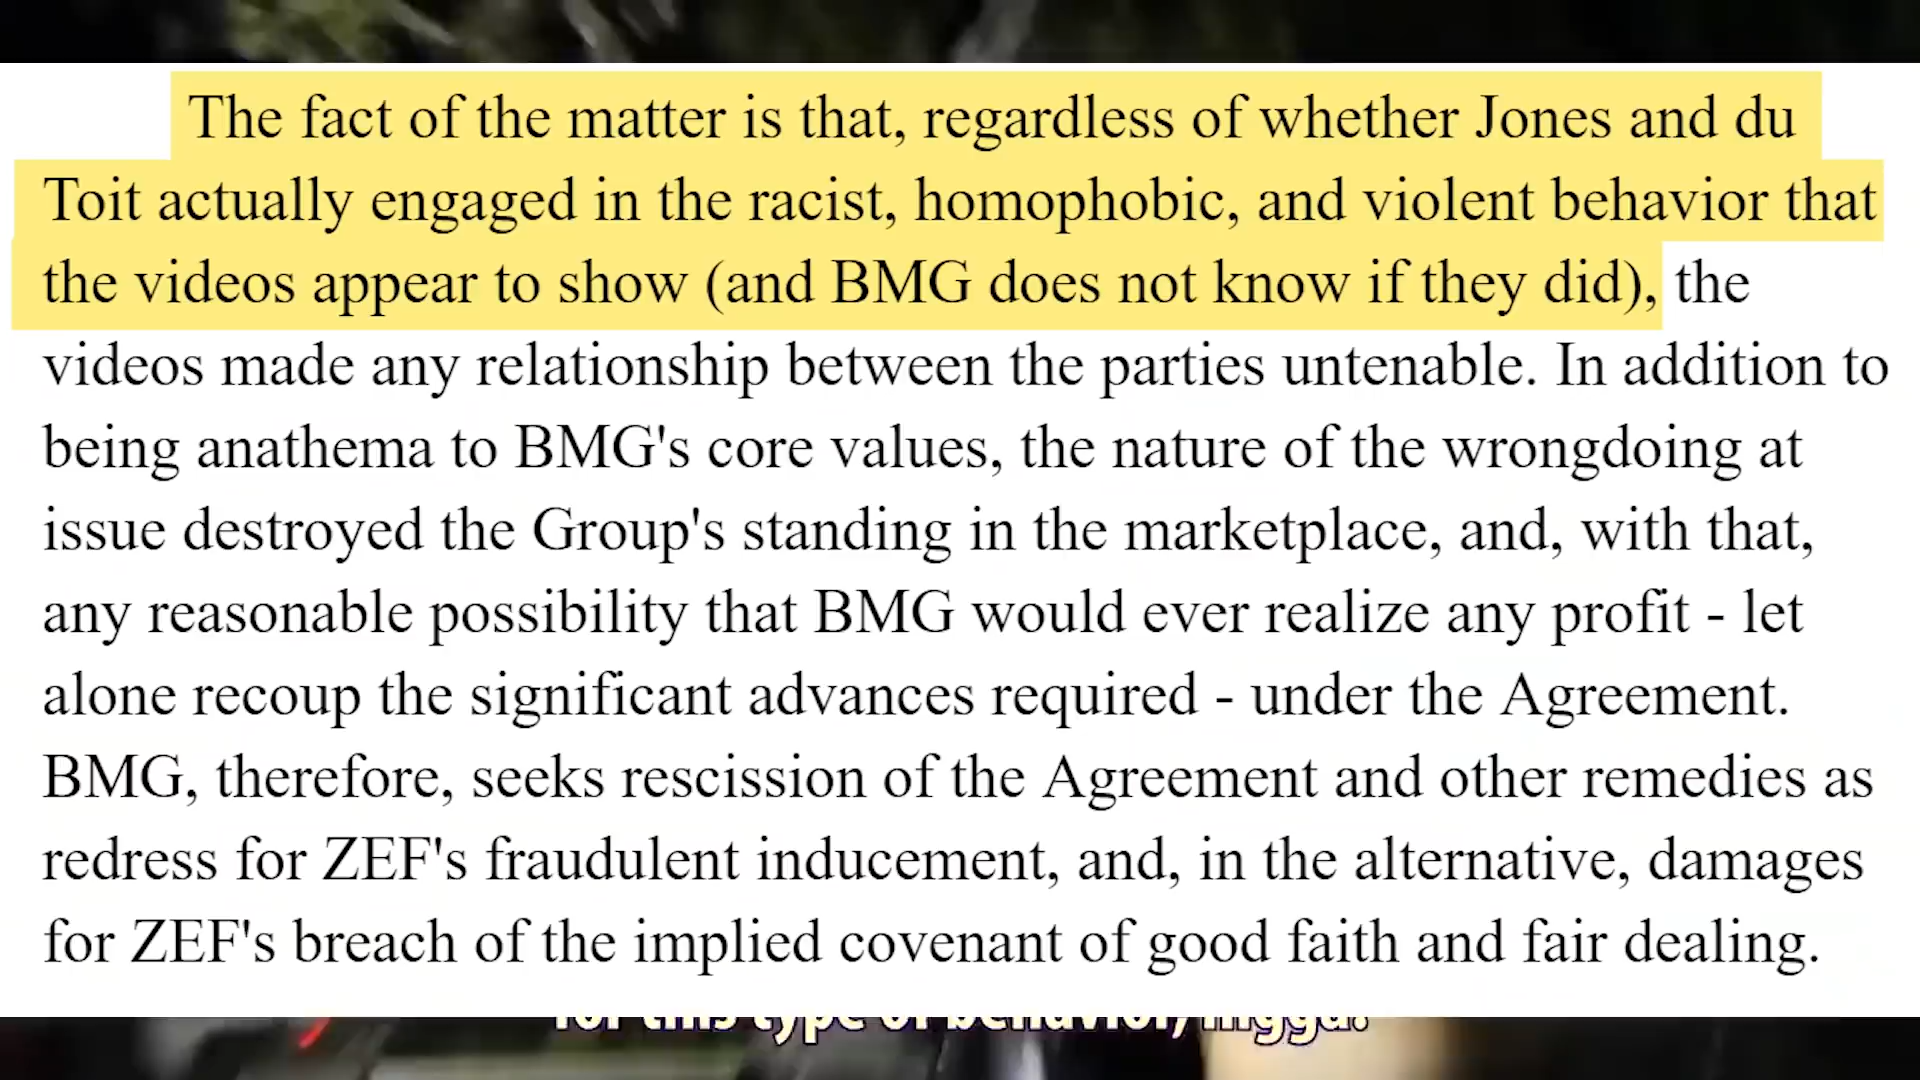 The fact of the matter is that, regardless of whether Jones and du
Toit actually engaged in the racist, homophobic, and violent behavior that
the videos appear to show (and BMG does not know if they did), the
videos made any relationship between the parties untenable. In addition to
being anathema to BMG's core values, the nature of the wrongdoing at
issue destroyed the Group's standing in the marketplace, and, with that,
any reasonable possibility that BMG would ever realize any profit - let
alone recoup the significant advances required - under the Agreement.
BMG, therefore, seeks rescission of the Agreement and other remedies as
redress for ZEF's fraudulent inducement, and, in the alternative, damages
for ZEF's breach of the implied covenant of good faith and fair dealing.
for this type of behavior, nigga.